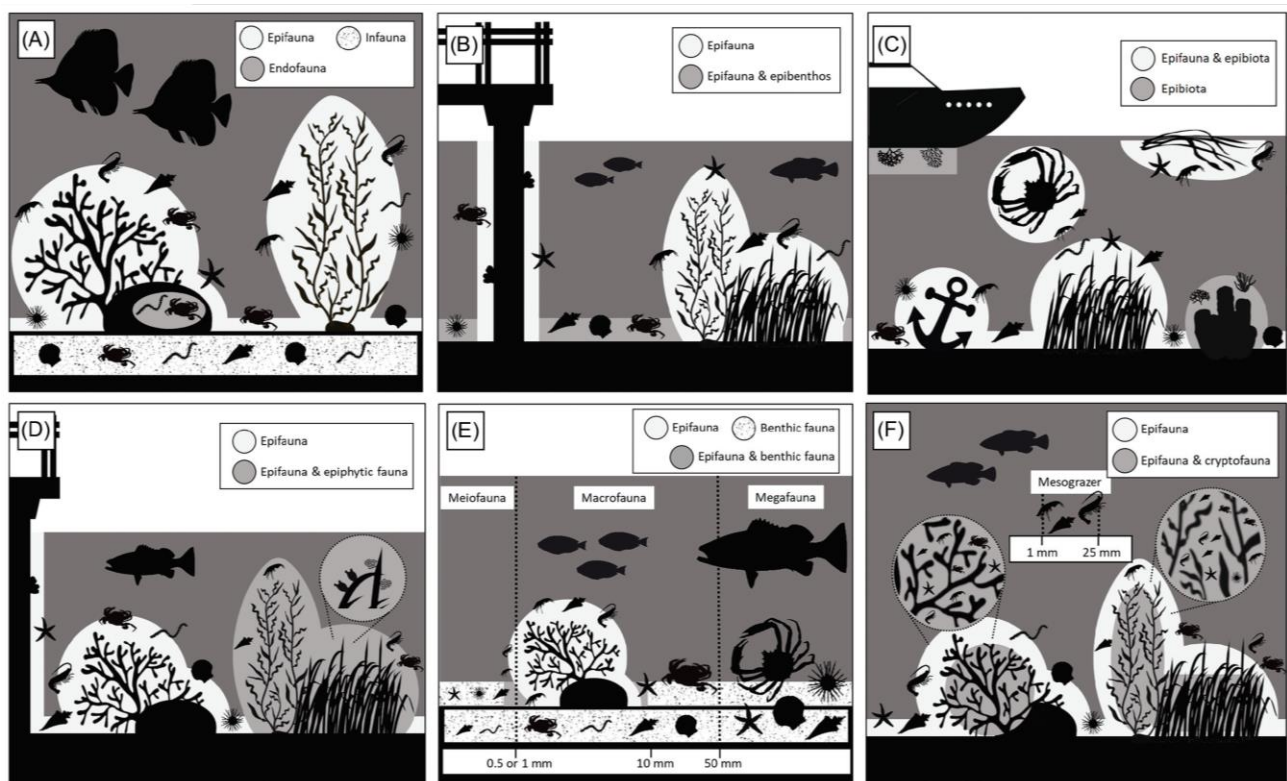 (A)
Epifauna
Infauna
Endofauna
(B)
Epifauna
Epifauna & epibenthos
(C)
Epifauna & epibiota
Epibiota
(D)
Epifauna
Epifauna & epiphytic fauna
(E)
Epifauna
Benthic fauna
Epifauna & benthic fauna
Meiofauna
Macrofauna
Megafauna
0.5 or 1 mm
10 mm
50 mm
(F)
Epifauna
Epifauna & cryptofauna
Mesograzer
1 mm
25 mm